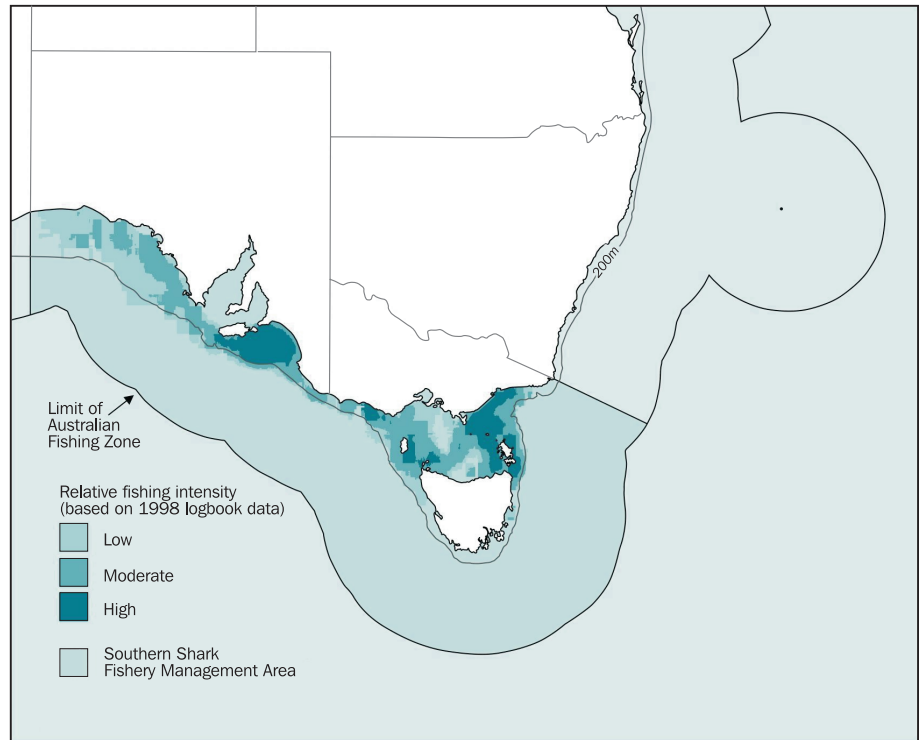 200m
Limit of
Australian
Fishing Zone
Relative fishing intensity
(based on 1998 logbook data)
Low
Moderate
High
Southern Shark
Fishery Management Area